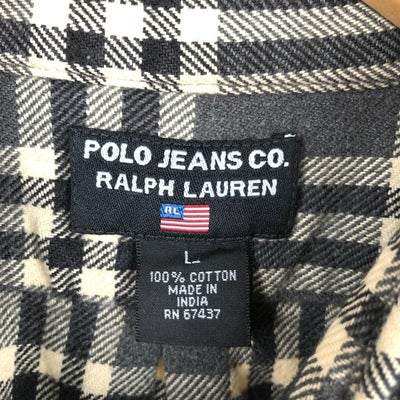 POLO JEANS CO.
RALPH LAUREN
RL
L
100% COTTON
MADE IN
INDIA
RN 67437